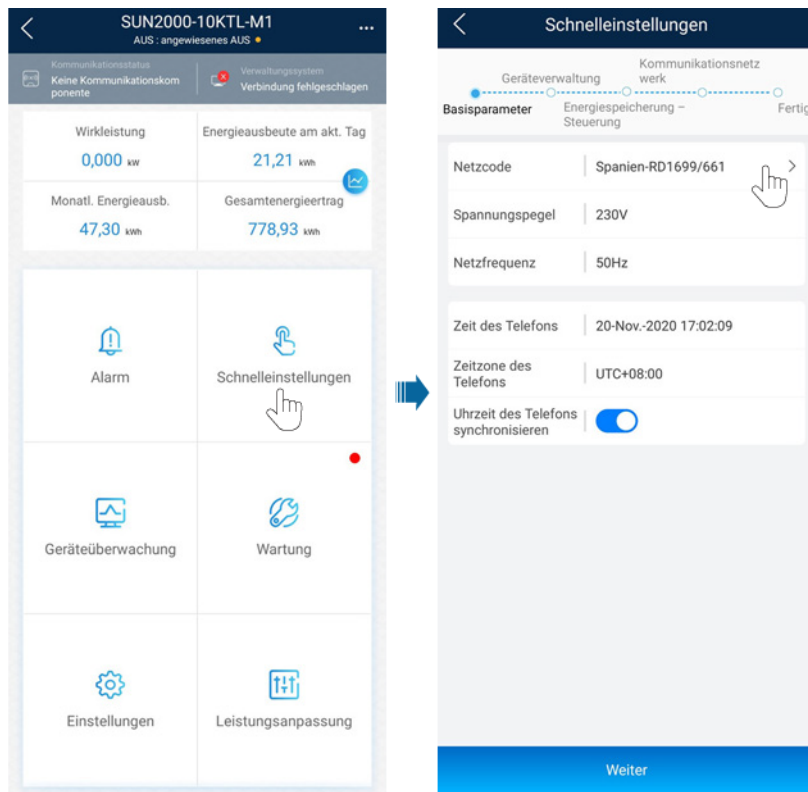 SUN2000-10KTL-M1
AUS : angewiesenes AUS
Kommunikationsstatus
Keine Kommunikationskom
ponente
Verwaltungssystem
Verbindung fehlgeschlagen
Wirkleistung
0,000 kW
Energieausbeute am akt. Tag
21,21 kWh
Monatl. Energieausb.
47,30 kWh
Gesamtenergieertrag
778,93 kWh
Alarm
Schnelleinstellungen
Geräteüberwachung
Wartung
Einstellungen
Leistungsanpassung
Schnelleinstellungen
Basisparameter
Geräteverwaltung
Energiespeicherung –
Steuerung
Kommunikationsnetz
werk
Fertig
Netzcode
Spanien-RD1699/661
Spannungspegel
230V
Netzfrequenz
50Hz
Zeit des Telefons
20-Nov.-2020 17:02:09
Zeitzone des
Telefons
UTC+08:00
Uhrzeit des Telefons
synchronisieren
Weiter